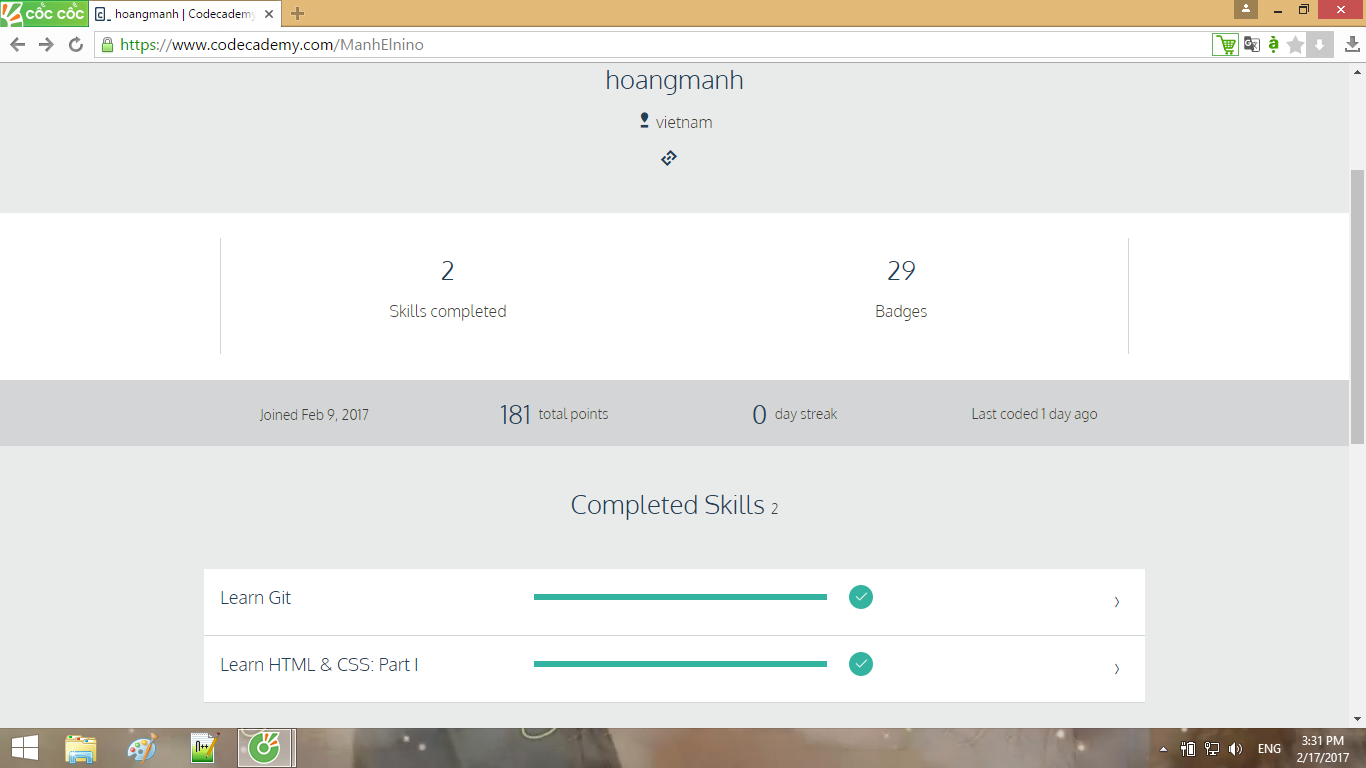 cốc cốc
hoangmanh | Codecademy
https://www.codecademy.com/ManhElnino
hoangmanh
vietnam
2
29
Skills completed
Badges
Joined Feb 9, 2017
181 total points
0 day streak
Last coded 1 day ago
Completed Skills 2
Learn Git
Learn HTML & CSS: Part I
ENG
3:31 PM
2/17/2017